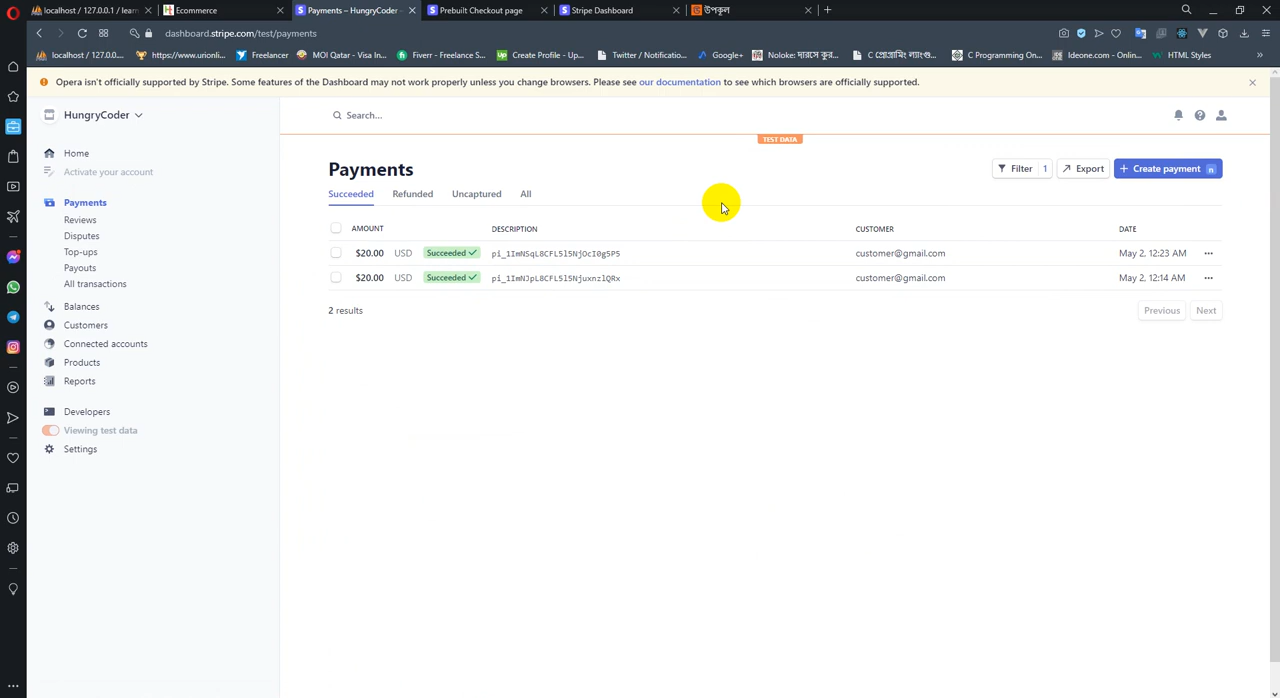 localhost / 127.0.0.1 / learn
Ecommerce
Payments – HungryCoder -
Prebuilt Checkout page
Stripe Dashboard
উপকূল
dashboard.stripe.com/test/payments
localhost / 127.0.0....
https://www.urionli...
Freelancer
MOI Qatar - Visa In...
Fiverr - Freelance S...
Create Profile - Up...
Twitter / Notificatio...
Google+
Noloke: দ্যারসে কুর...
C প্রোগ্রামিং ল্যাংগু...
C Programming On...
Ideone.com - Onlin...
HTML Styles
Opera isn't officially supported by Stripe. Some features of the Dashboard may not work properly unless you change browsers. Please see our documentation to see which browsers are officially supported.
HungryCoder
Search...
TEST DATA
Home
Activate your account
Payments
Reviews
Disputes
Top-ups
Payouts
All transactions
Balances
Customers
Connected accounts
Products
Reports
Developers
Viewing test data
Settings
Payments
Filter 1
Export
+ Create payment n
Succeeded Refunded Uncaptured All
AMOUNT DESCRIPTION CUSTOMER DATE
$20.00 USD Succeeded ✓ pi_1ImNSqL8CFL5l5NjOcI0g5P5 customer@gmail.com May 2, 12:23 AM
$20.00 USD Succeeded ✓ pi_1ImNJpL8CFL5l5NjuxnzlQRx customer@gmail.com May 2, 12:14 AM
2 results
Previous Next